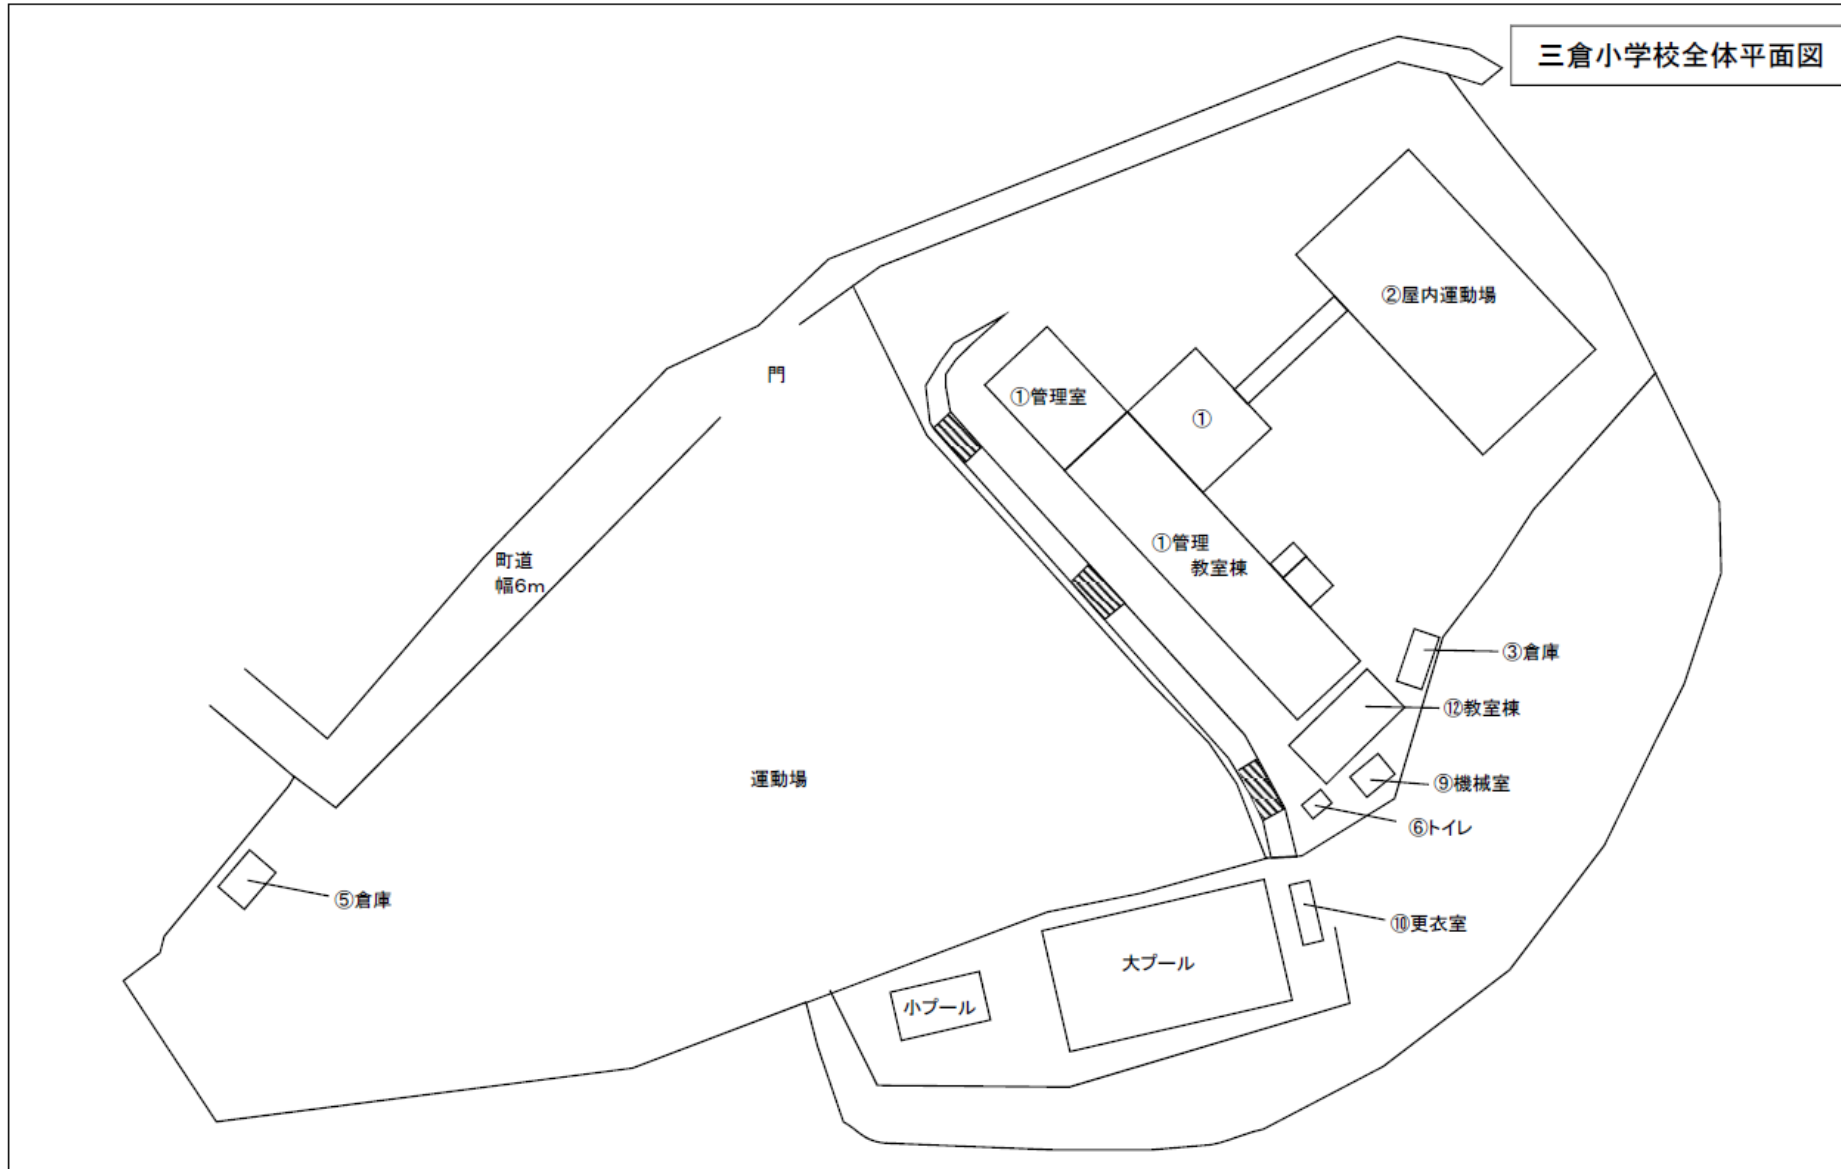 三倉小学校全体平面図
②屋内運動場
門
①管理室
①
①管理
教室棟
町道
幅6m
③倉庫
⑫教室棟
運動場
⑨機械室
⑥トイレ
⑤倉庫
⑩更衣室
大プール
小プール